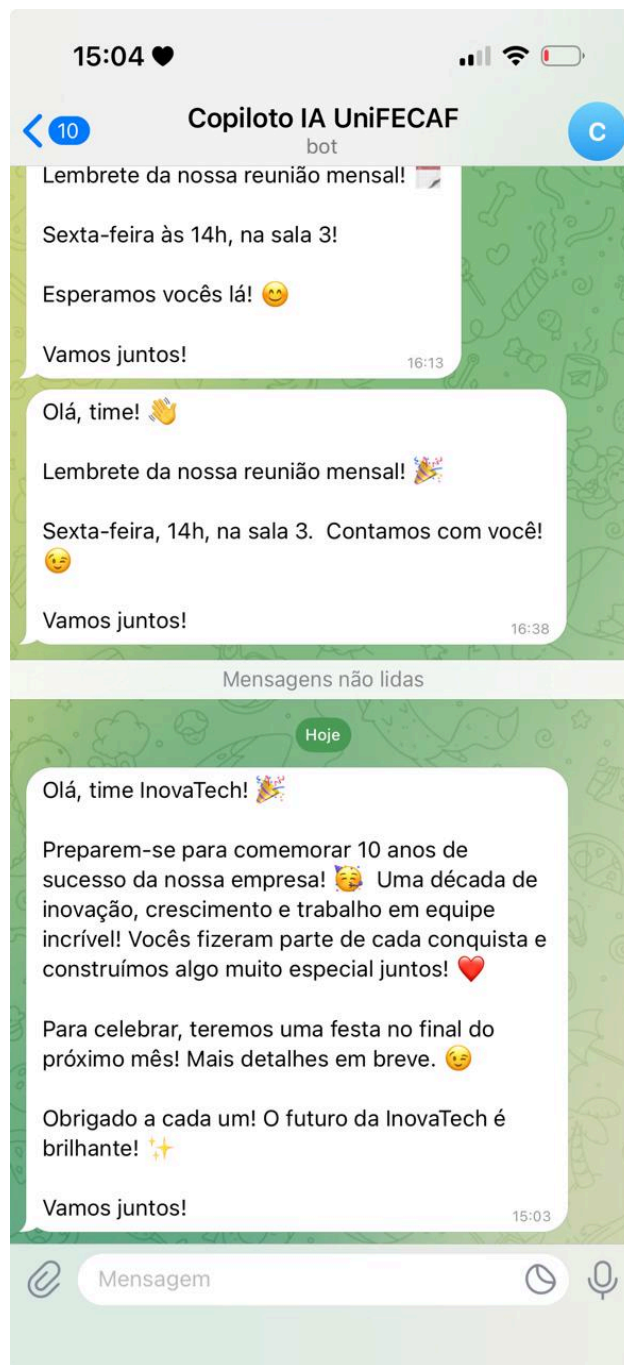 15:04
10
Copiloto IA UniFECAF
bot
C
Lembrete da nossa reunião mensal! 🗓️
Sexta-feira às 14h, na sala 3!
Esperamos vocês lá! 😊
Vamos juntos!
16:13
Olá, time! 👋
Lembrete da nossa reunião mensal! 🎉
Sexta-feira, 14h, na sala 3.  Contamos com você!
😉
Vamos juntos!
16:38
Mensagens não lidas
Hoje
Olá, time InovaTech! 🎉
Preparem-se para comemorar 10 anos de
sucesso da nossa empresa! 🥳  Uma década de
inovação, crescimento e trabalho em equipe
incrível! Vocês fizeram parte de cada conquista e
construímos algo muito especial juntos! ❤️
Para celebrar, teremos uma festa no final do
próximo mês! Mais detalhes em breve. 😉
Obrigado a cada um! O futuro da InovaTech é
brilhante! ✨
Vamos juntos!
15:03
Mensagem